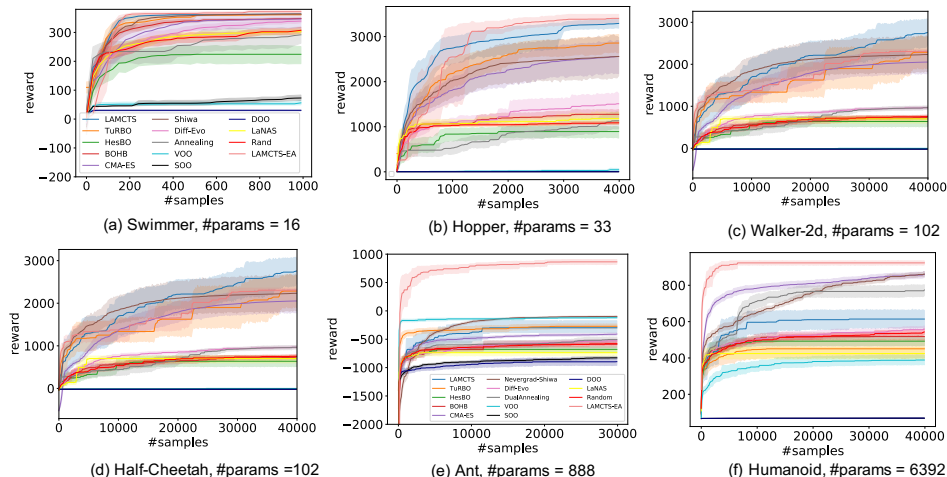 300
200
100
0
−100
−200
reward
0 200 400 600 800 1000
#samples
LAMCTS Shiwa DOO
TuRBO Diff-Evo LaNAS
HesBO Annealing Rand
BOHB VOO LAMCTS-EA
CMA-ES SOO
(a) Swimmer, #params = 16
3000
2000
1000
0
reward
0 1000 2000 3000 4000
#samples
(b) Hopper, #params = 33
3000
2000
1000
0
reward
0 10000 20000 30000 40000
#samples
(c) Walker-2d, #params = 102
3000
2000
1000
0
reward
0 10000 20000 30000 40000
#samples
(d) Half-Cheetah, #params =102
1000
500
0
−500
−1000
−1500
−2000
reward
0 10000 20000 30000
#samples
LAMCTS Nevergrad-Shiwa DOO
TuRBO Diff-Evo LaNAS
HesBO DualAnnealing Random
BOHB VOO LAMCTS-EA
CMA-ES SOO
(e) Ant, #params = 888
800
600
400
200
reward
0 10000 20000 30000 40000
#samples
(f) Humanoid, #params = 6392